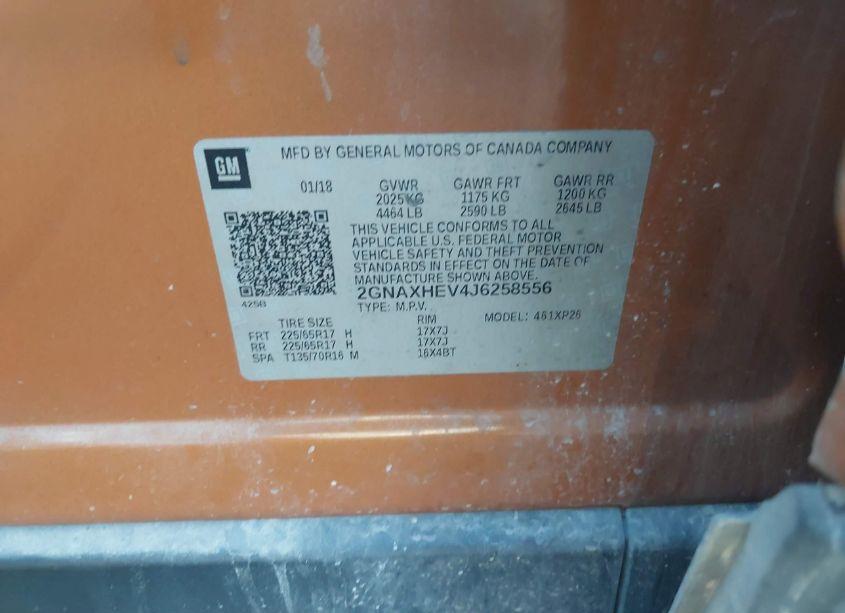 GM
MFD BY GENERAL MOTORS OF CANADA COMPANY
01/18 GVWR GAWR FRT GAWR RR
2025 KG 1175 KG 1200 KG
4464 LB 2590 LB 2645 LB
THIS VEHICLE CONFORMS TO ALL
APPLICABLE U.S. FEDERAL MOTOR
VEHICLE SAFETY AND THEFT PREVENTION
STANDARDS IN EFFECT ON THE DATE OF
MANUFACTURE SHOWN ABOVE.
2GNAXHEV4J6258556
425B
TYPE: M.P.V.
TIRE SIZE RIM MODEL: 461XP26
FRT 225/65R17 H 17X7J
RR 225/65R17 H 17X7J
SPA T135/70R16 M 16X4BT